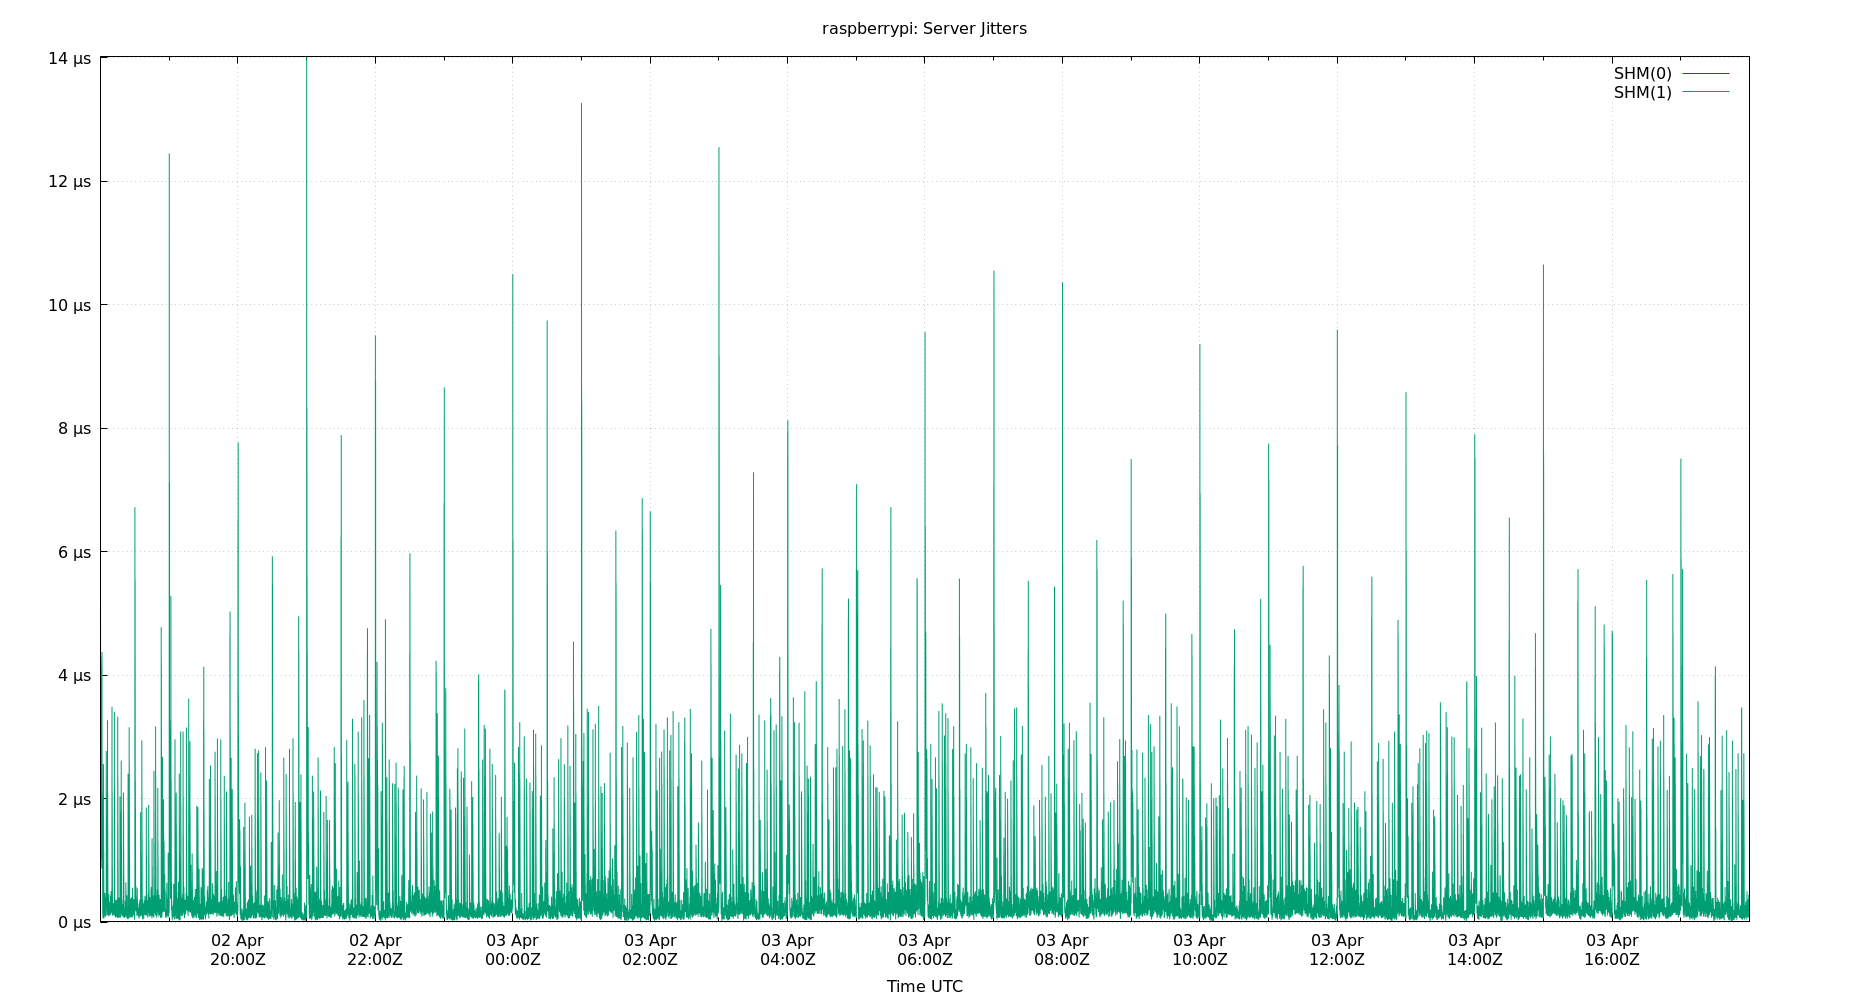 raspberrypi: Server Jitters
SHM(0)
SHM(1)
14 µs
12 µs
10 µs
8 µs
6 µs
4 µs
2 µs
0 µs
02 Apr
20:00Z
02 Apr
22:00Z
03 Apr
00:00Z
03 Apr
02:00Z
03 Apr
04:00Z
03 Apr
06:00Z
03 Apr
08:00Z
03 Apr
10:00Z
03 Apr
12:00Z
03 Apr
14:00Z
03 Apr
16:00Z
Time UTC